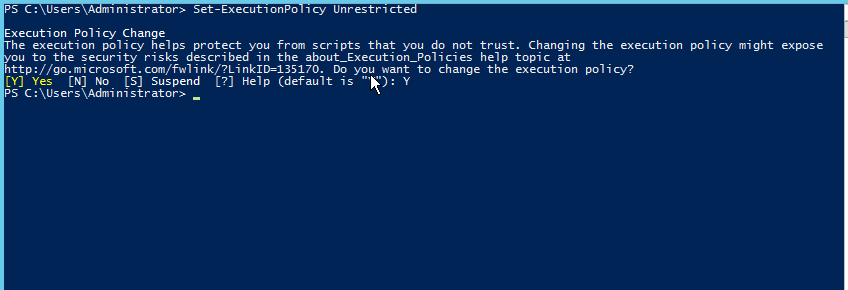 PS C:\Users\Administrator> Set-ExecutionPolicy Unrestricted
Execution Policy Change
The execution policy helps protect you from scripts that you do not trust. Changing the execution policy might expose
you to the security risks described in the about_Execution_Policies help topic at
http://go.microsoft.com/fwlink/?LinkID=135170. Do you want to change the execution policy?
[Y] Yes  [N] No  [S] Suspend  [?] Help (default is "Y"): Y
PS C:\Users\Administrator>